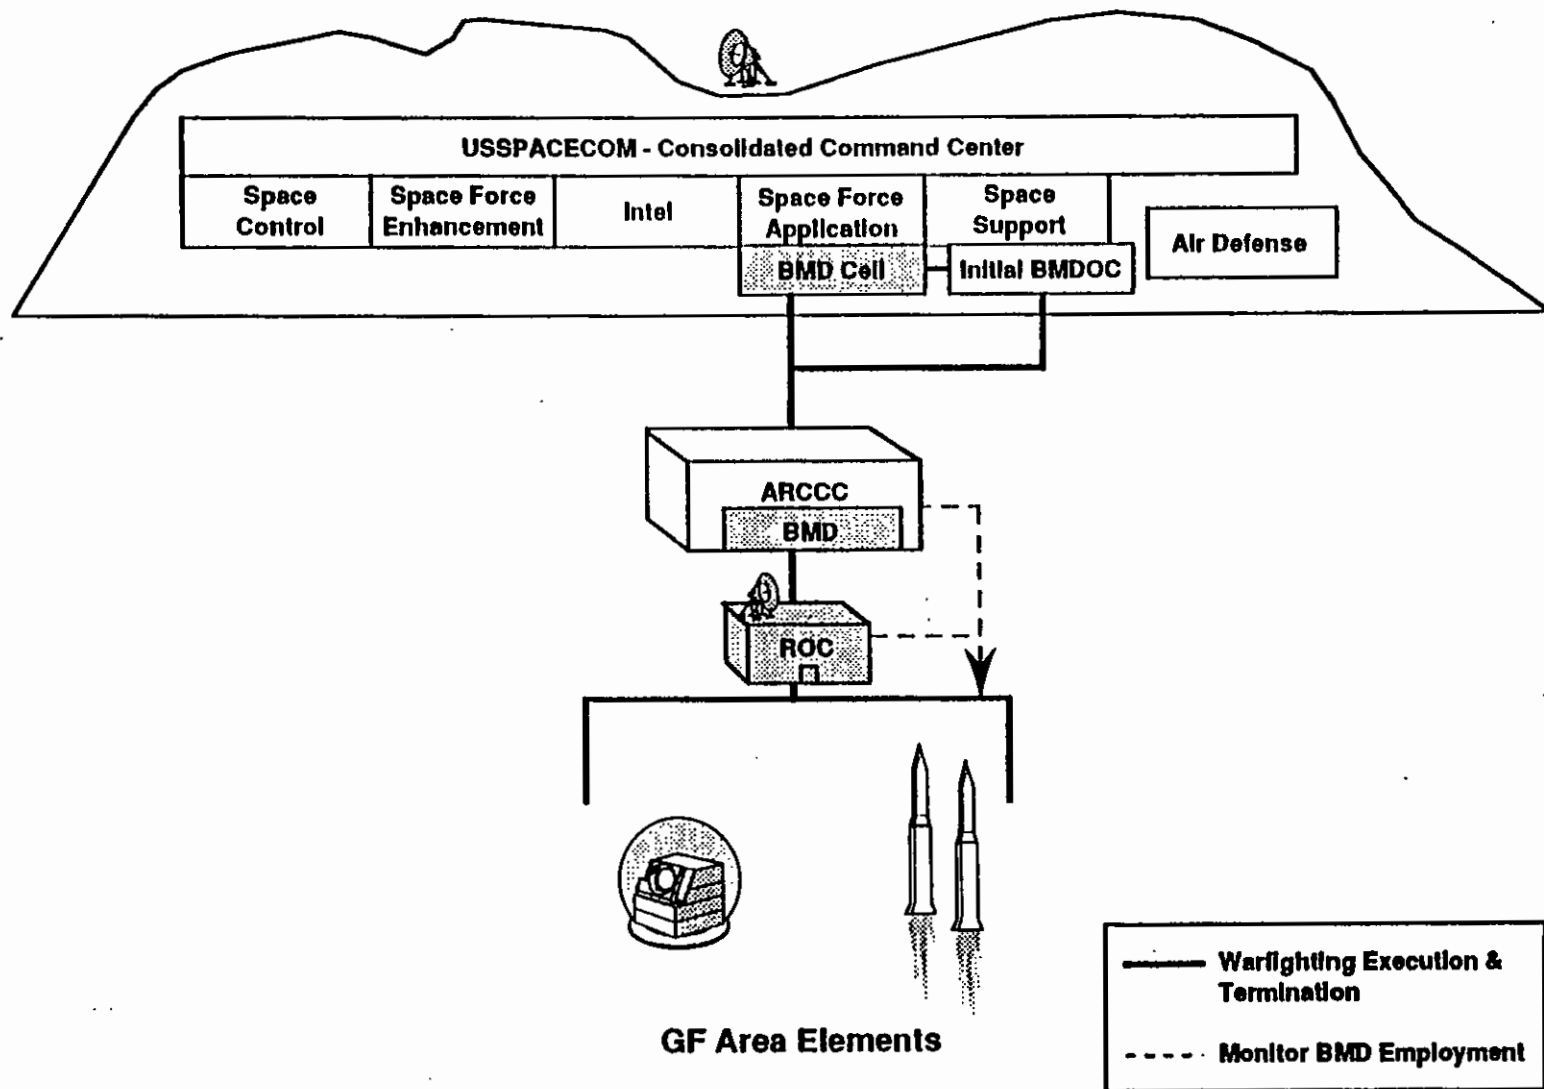 USSPACECOM - Consolidated Command Center
Space
Control
Space Force
Enhancement
Intel
Space Force
Application
Space
Support
Air Defense
BMD Cell
Initial BMDOC
ARCCC
BMD
ROC
GF Area Elements
Warfighting Execution &
Termination
Monitor BMD Employment